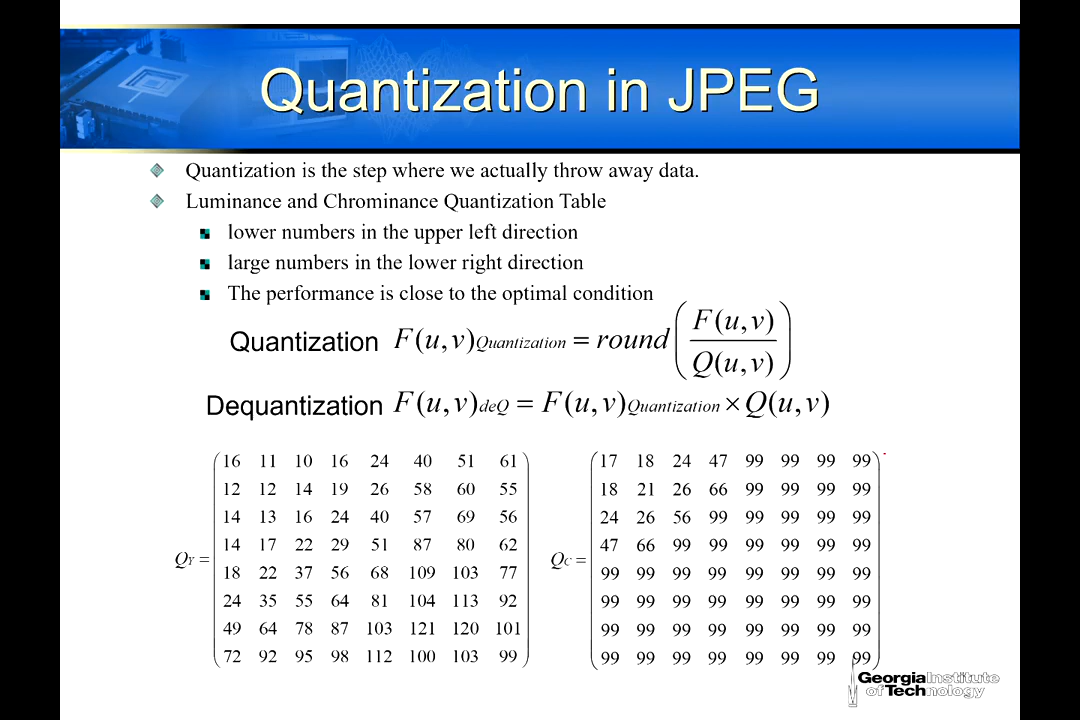 Quantization in JPEG
Quantization is the step where we actually throw away data.
Luminance and Chrominance Quantization Table
lower numbers in the upper left direction
large numbers in the lower right direction
The performance is close to the optimal condition
Quantization F(u,v)Quantization = round(F(u,v)/Q(u,v))
Dequantization F(u,v)deQ = F(u,v)Quantization × Q(u,v)
QY =
16 11 10 16 24 40 51 61
12 12 14 19 26 58 60 55
14 13 16 24 40 57 69 56
14 17 22 29 51 87 80 62
18 22 37 56 68 109 103 77
24 35 55 64 81 104 113 92
49 64 78 87 103 121 120 101
72 92 95 98 112 100 103 99
QC =
17 18 24 47 99 99 99 99
18 21 26 66 99 99 99 99
24 26 56 99 99 99 99 99
47 66 99 99 99 99 99 99
99 99 99 99 99 99 99 99
99 99 99 99 99 99 99 99
99 99 99 99 99 99 99 99
99 99 99 99 99 99 99 99
Georgia Institute
of Technology